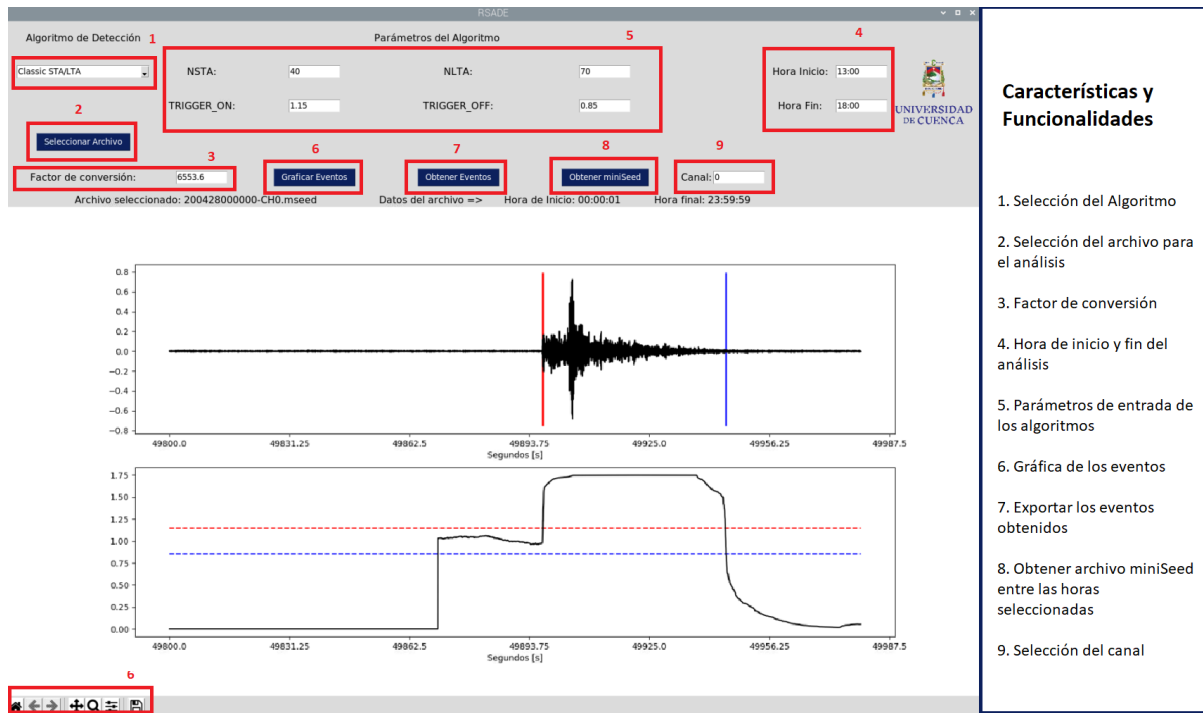 RSADE
Algoritmo de Detección 1
Parámetros del Algoritmo 5
4
Classic STA/LTA
NSTA: 40 NLTA: 70
Hora Inicio: 13:00
TRIGGER_ON: 1.15 TRIGGER_OFF: 0.85
Hora Fin: 18:00
UNIVERSIDAD
DE CUENCA
2
Seleccionar Archivo
3 6 7 8 9
Factor de conversión: 6553.6 Graficar Eventos Obtener Eventos Obtener miniSeed Canal: 0
Archivo seleccionado: 200428000000-CH0.mseed Datos del archivo => Hora de Inicio: 00:00:01 Hora final: 23:59:59
0.8
0.6
0.4
0.2
0.0
−0.2
−0.4
−0.6
−0.8
49800.0 49831.25 49862.5 49893.75 49925.0 49956.25 49987.5
Segundos [s]
1.75
1.50
1.25
1.00
0.75
0.50
0.25
0.00
49800.0 49831.25 49862.5 49893.75 49925.0 49956.25 49987.5
Segundos [s]
6
Características y
Funcionalidades
1. Selección del Algoritmo
2. Selección del archivo para
el análisis
3. Factor de conversión
4. Hora de inicio y fin del
análisis
5. Parámetros de entrada de
los algoritmos
6. Gráfica de los eventos
7. Exportar los eventos
obtenidos
8. Obtener archivo miniSeed
entre las horas
seleccionadas
9. Selección del canal